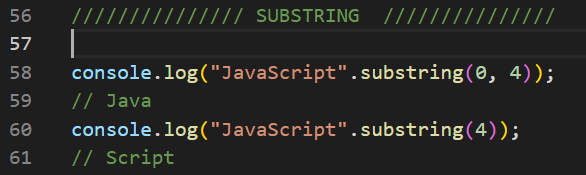 56 /////////////// SUBSTRING ///////////////
57
58 console.log("JavaScript".substring(0, 4));
59 // Java
60 console.log("JavaScript".substring(4));
61 // Script